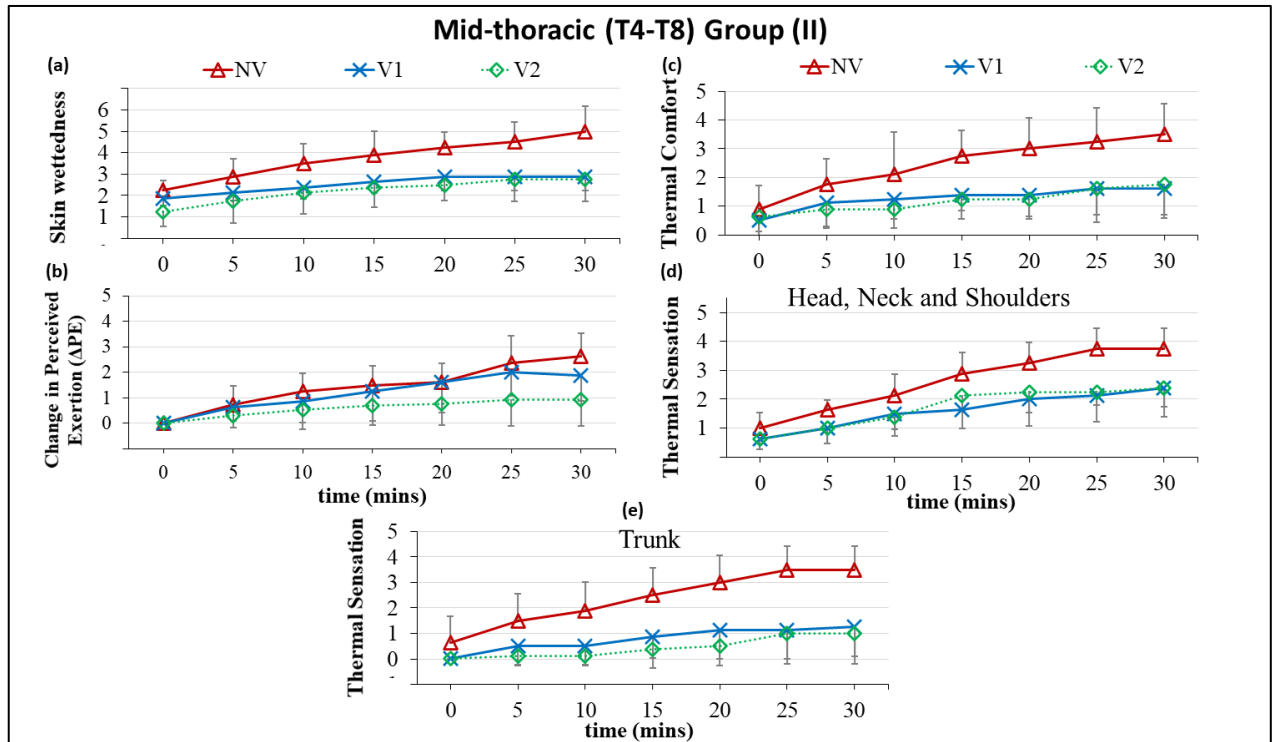 Mid-thoracic (T4-T8) Group (II)
(a)
NV V1 V2
Skin wettedness
6
5
4
3
2
1
-
0 5 10 15 20 25 30
(b)
Change in Perceived
Exertion (ΔPE)
5
4
3
2
1
0
-
0 5 10 15 20 25 30
time (mins)
(c)
NV V1 V2
Thermal Comfort
5
4
3
2
1
0
0 5 10 15 20 25 30
(d)
Head, Neck and Shoulders
Thermal Sensation
5
4
3
2
1
-
0 5 10 15 20 25 30
time (mins)
(e)
Trunk
Thermal Sensation
5
4
3
2
1
0
-
0 5 10 15 20 25 30
time (mins)